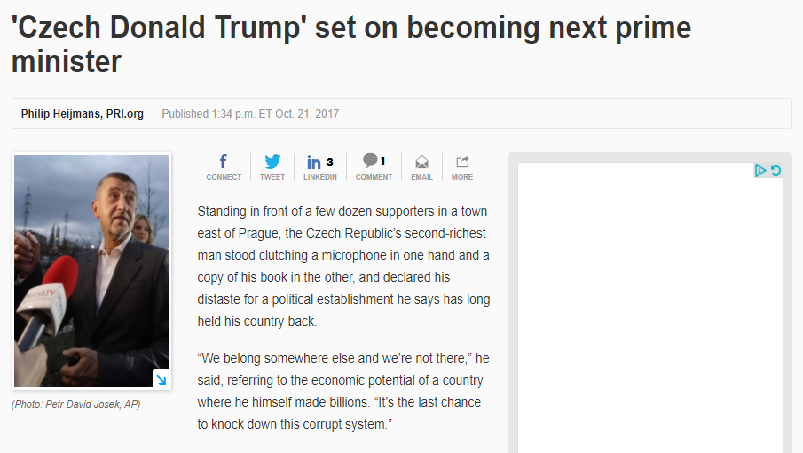 'Czech Donald Trump' set on becoming next prime
minister
Philip Heijmans, PRI.org Published 1:34 p.m. ET Oct. 21, 2017
3 1
CONNECT TWEET LINKEDIN COMMENT EMAIL MORE
Standing in front of a few dozen supporters in a town
east of Prague, the Czech Republic's second-richest
man stood clutching a microphone in one hand and a
copy of his book in the other, and declared his
distaste for a political establishment he says has long
held his country back.
“We belong somewhere else and we're not there,” he
said, referring to the economic potential of a country
where he himself made billions. “It's the last chance
to knock down this corrupt system.”
(Photo: Petr David Josek, AP)